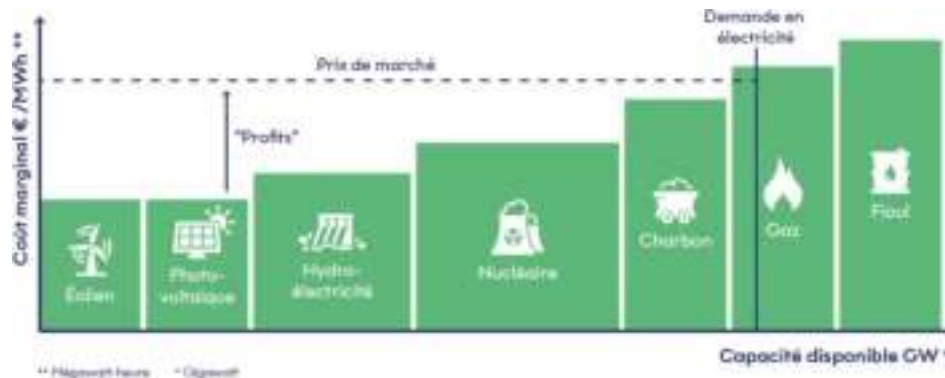 Coût marginal € /MWh **
Prix de marché
Demande en
électricité
"Profits"
Éolien
Photo-
voltaïque
Hydro-
électricité
Nucléaire
Charbon
Gaz
Fioul
Capacité disponible GW *
** Mégawatt-heure * Gigawatt